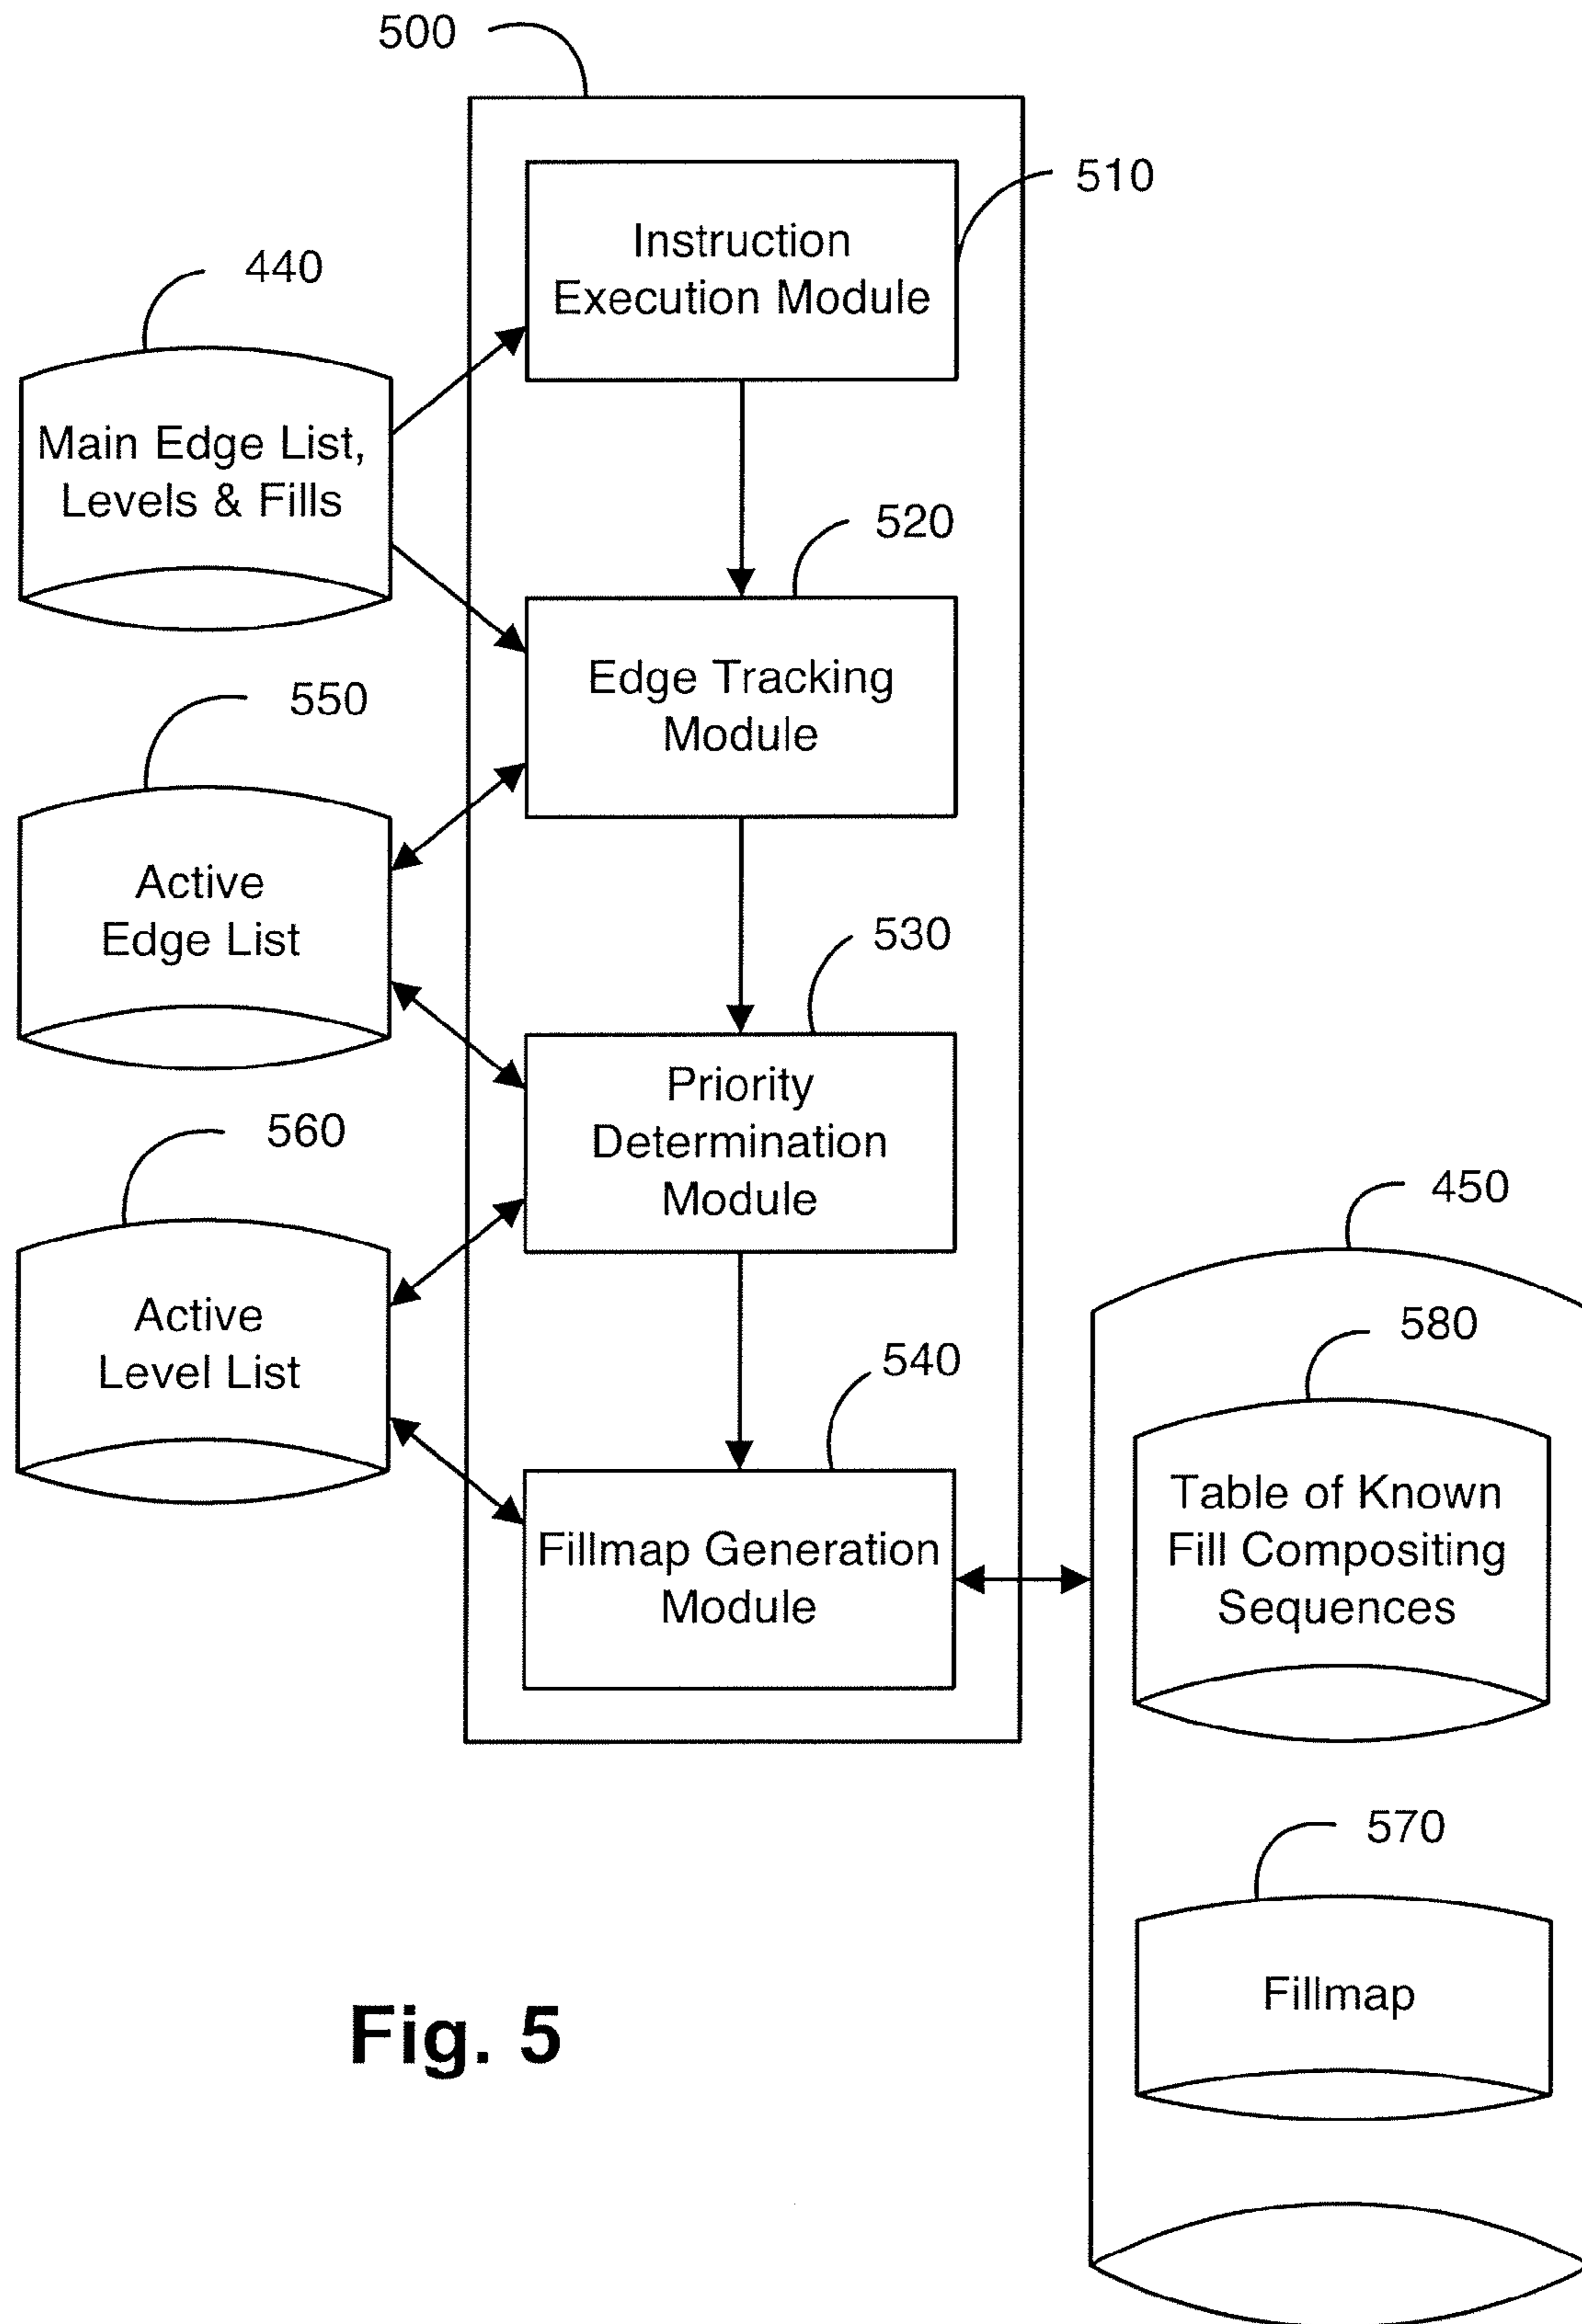 500
510
Instruction
Execution Module
440
Main Edge List,
Levels & Fills
520
Edge Tracking
Module
550
Active
Edge List
530
Priority
Determination
Module
560
Active
Level List
540
Fillmap Generation
Module
450
580
Table of Known
Fill Compositing
Sequences
570
Fillmap
Fig. 5